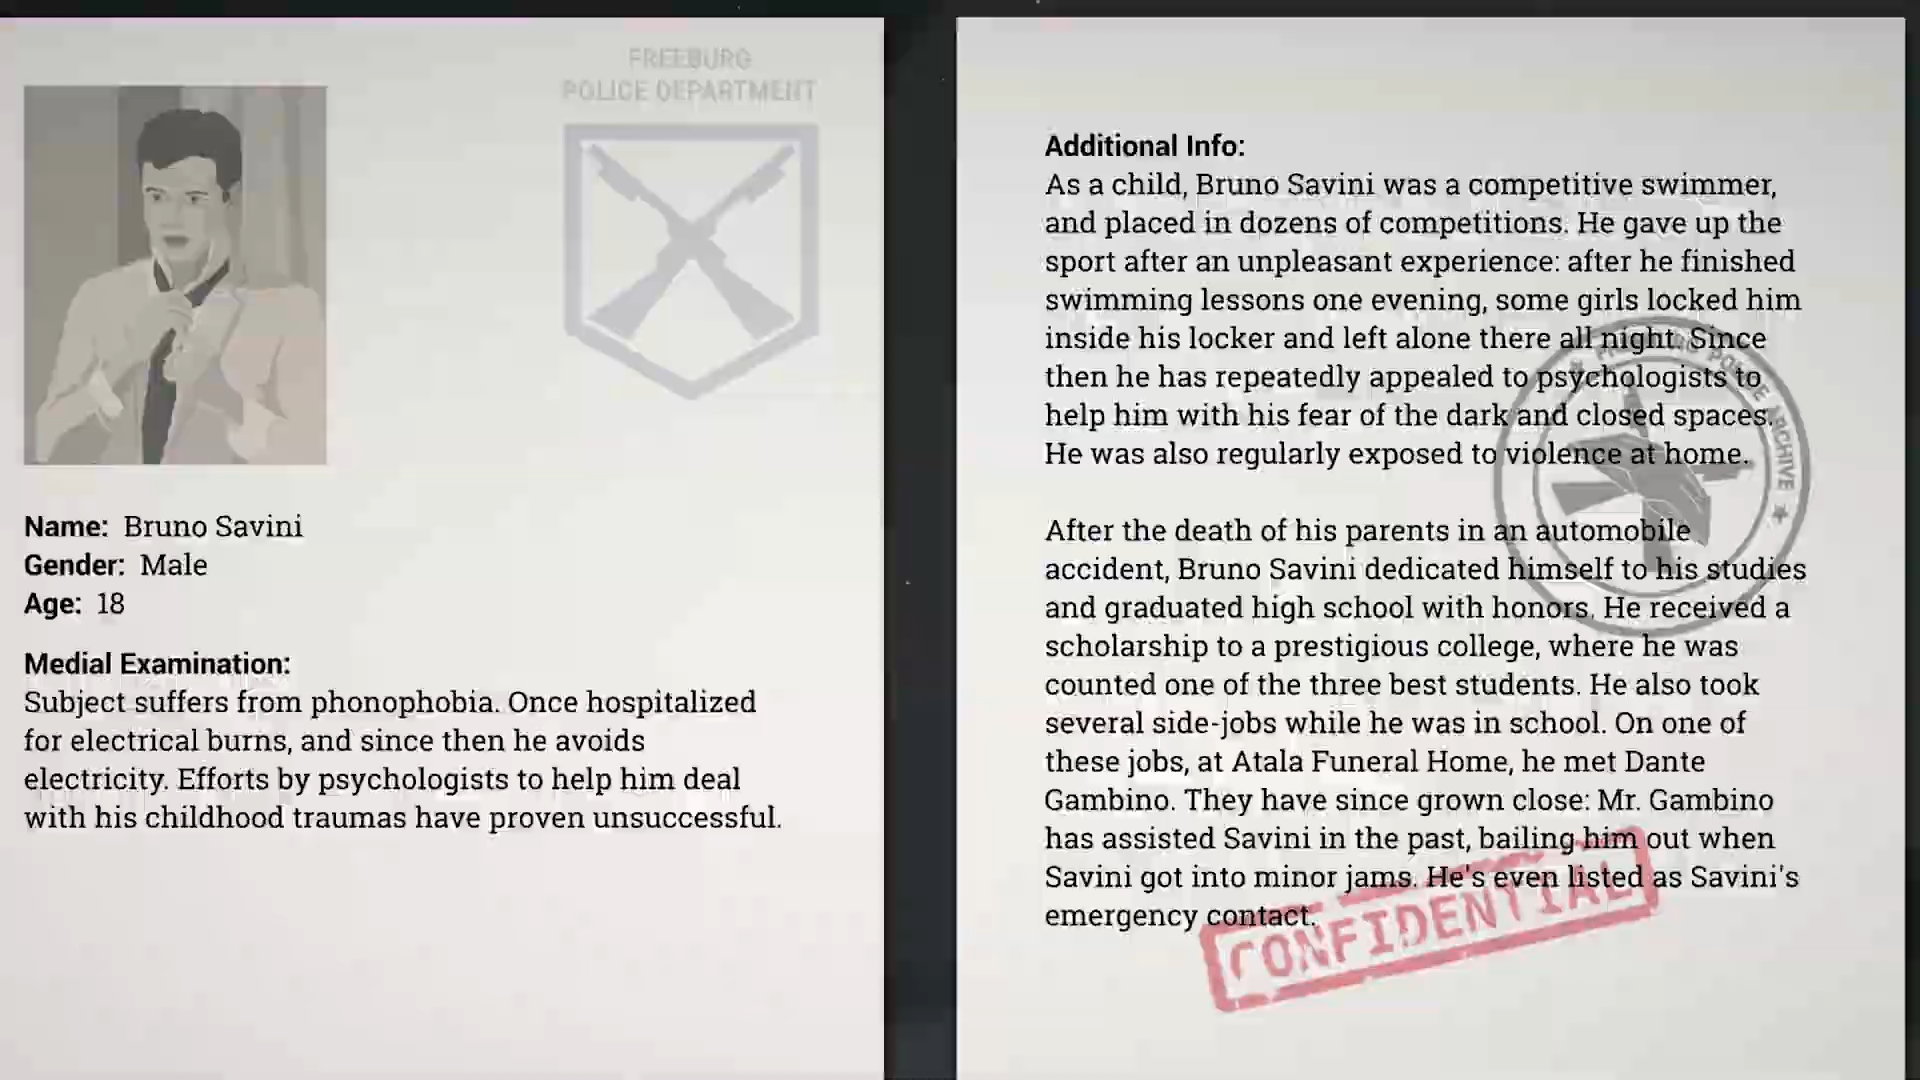 FREEBURG
POLICE DEPARTMENT
Name: Bruno Savini
Gender: Male
Age: 18
Medial Examination:
Subject suffers from phonophobia. Once hospitalized
for electrical burns, and since then he avoids
electricity. Efforts by psychologists to help him deal
with his childhood traumas have proven unsuccessful.
Additional Info:
As a child, Bruno Savini was a competitive swimmer,
and placed in dozens of competitions. He gave up the
sport after an unpleasant experience: after he finished
swimming lessons one evening, some girls locked him
inside his locker and left alone there all night. Since
then he has repeatedly appealed to psychologists to
help him with his fear of the dark and closed spaces.
He was also regularly exposed to violence at home.
After the death of his parents in an automobile
accident, Bruno Savini dedicated himself to his studies
and graduated high school with honors. He received a
scholarship to a prestigious college, where he was
counted one of the three best students. He also took
several side-jobs while he was in school. On one of
these jobs, at Atala Funeral Home, he met Dante
Gambino. They have since grown close: Mr. Gambino
has assisted Savini in the past, bailing him out when
Savini got into minor jams. He's even listed as Savini's
emergency contact.
FREEBURG POLICE ARCHIVE
CONFIDENTIAL